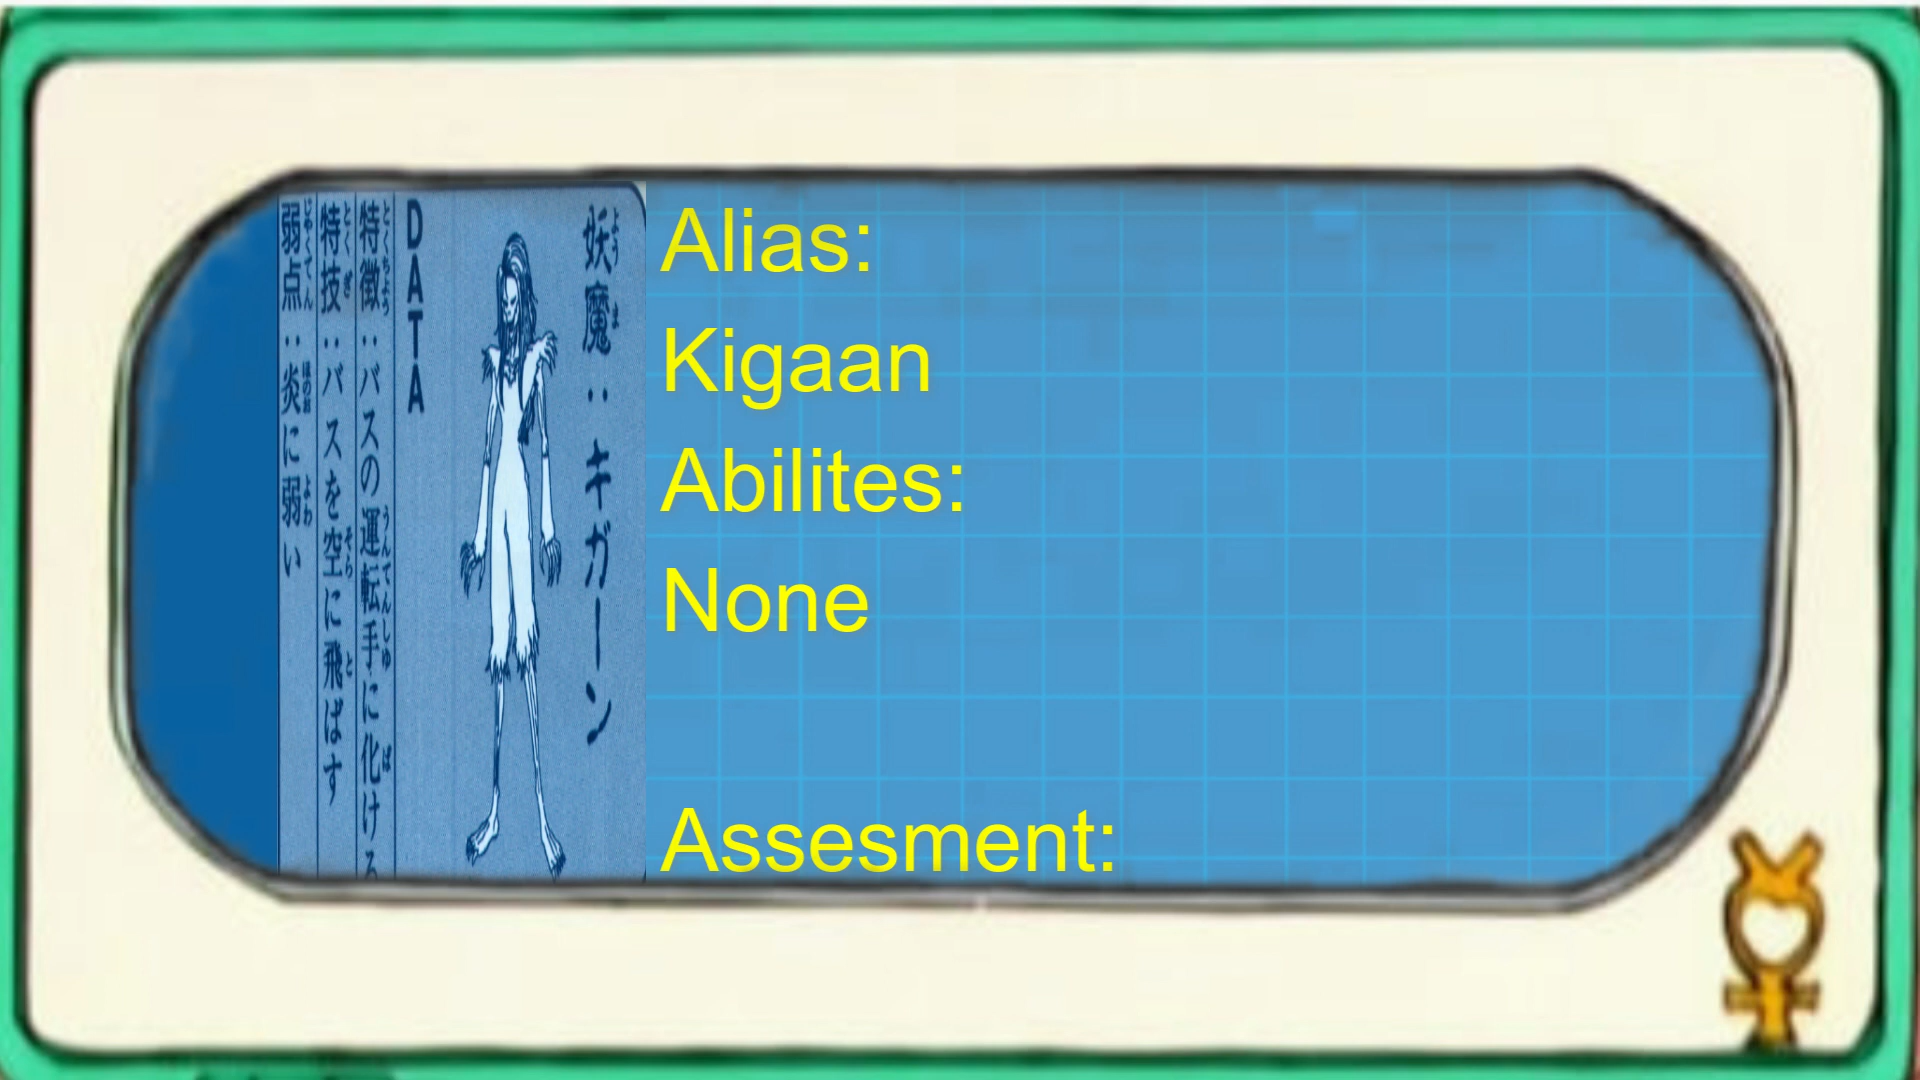 妖魔：キガーン
DATA
特徴：バスの運転手に化ける
特技：バスを空に飛ばす
弱点：炎に弱い
Alias:
Kigaan
Abilites:
None
Assesment: